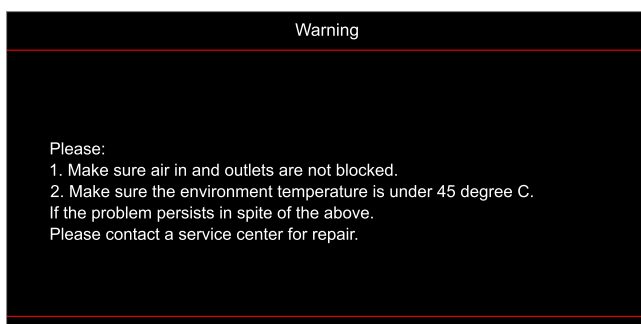 Warning
Please:
1. Make sure air in and outlets are not blocked.
2. Make sure the environment temperature is under 45 degree C.
If the problem persists in spite of the above.
Please contact a service center for repair.